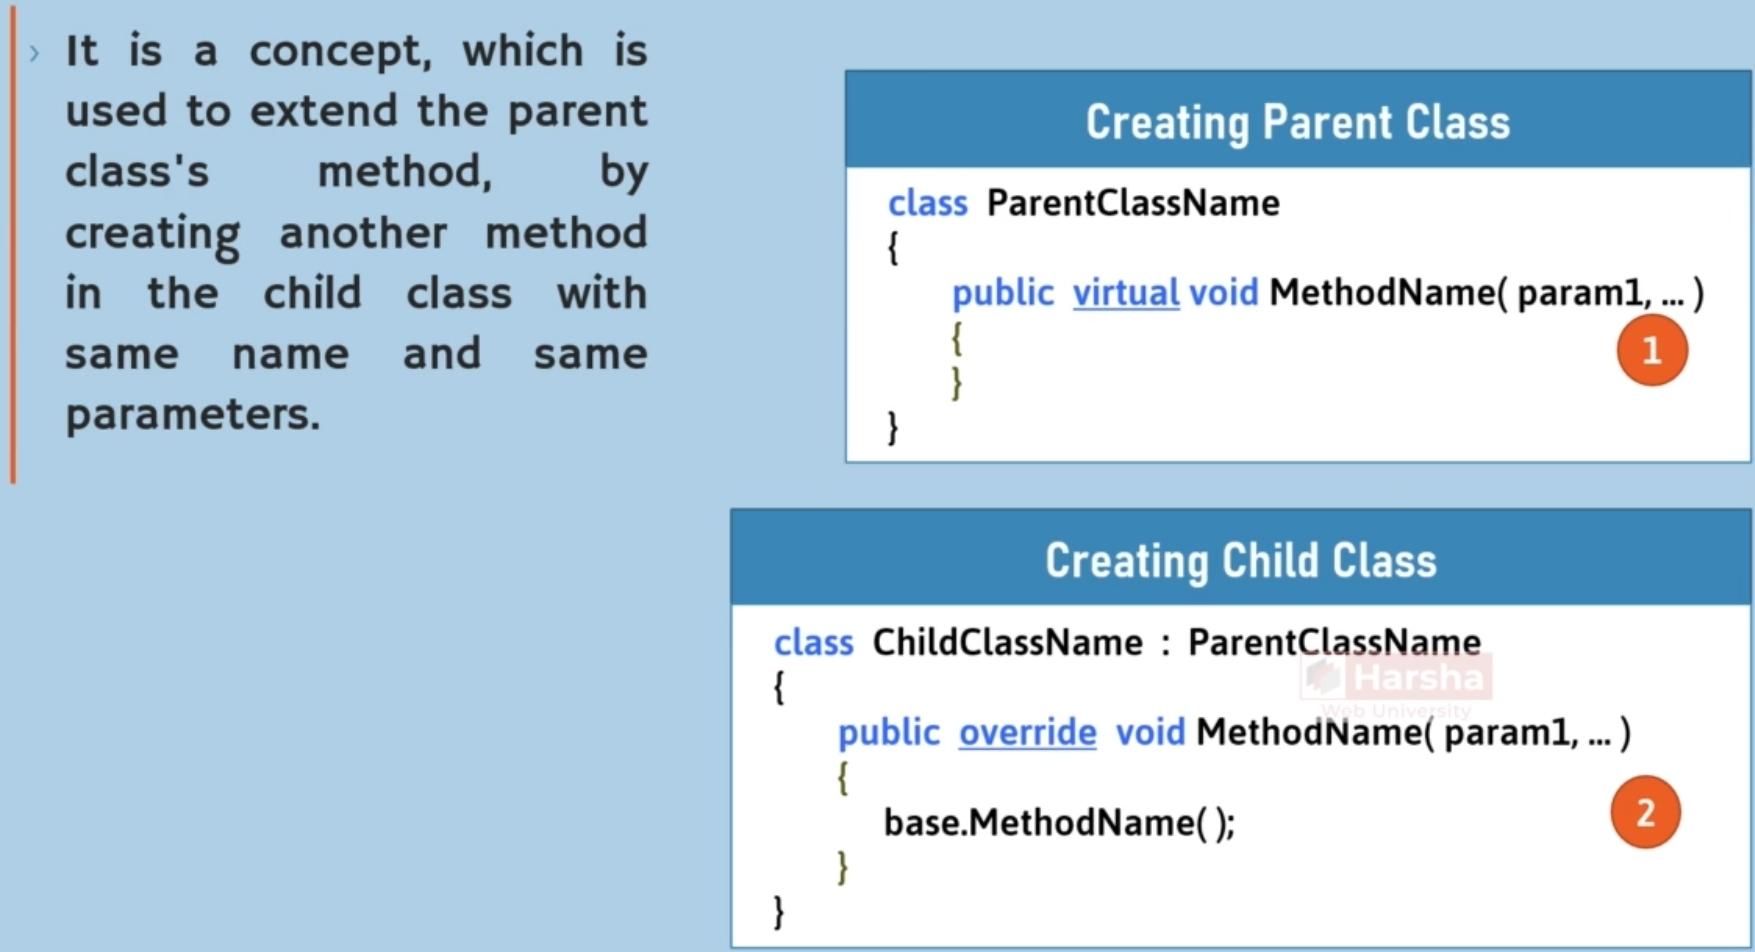 It is a concept, which is
used to extend the parent
class's method, by
creating another method
in the child class with
same name and same
parameters.
Creating Parent Class
class ParentClassName
{
public virtual void MethodName( param1, ... )
{
1
}
}
Creating Child Class
class ChildClassName : ParentClassName
Harsha
{
Web University
public override void MethodName( param1, ... )
{
base.MethodName( );
2
}
}